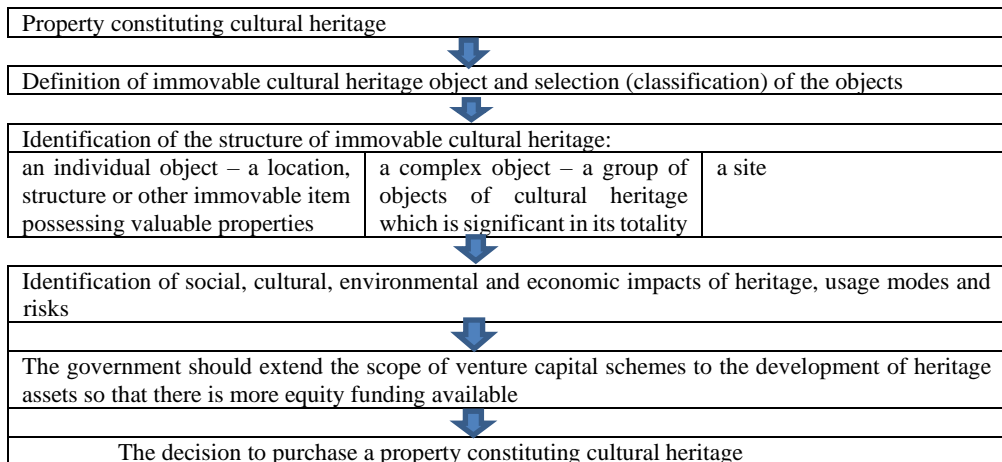 Property constituting cultural heritage
Definition of immovable cultural heritage object and selection (classification) of the objects
Identification of the structure of immovable cultural heritage:
an individual object – a location,
structure or other immovable item
possessing valuable properties
a complex object – a group of
objects of cultural heritage
which is significant in its totality
a site
Identification of social, cultural, environmental and economic impacts of heritage, usage modes and
risks
The government should extend the scope of venture capital schemes to the development of heritage
assets so that there is more equity funding available
The decision to purchase a property constituting cultural heritage